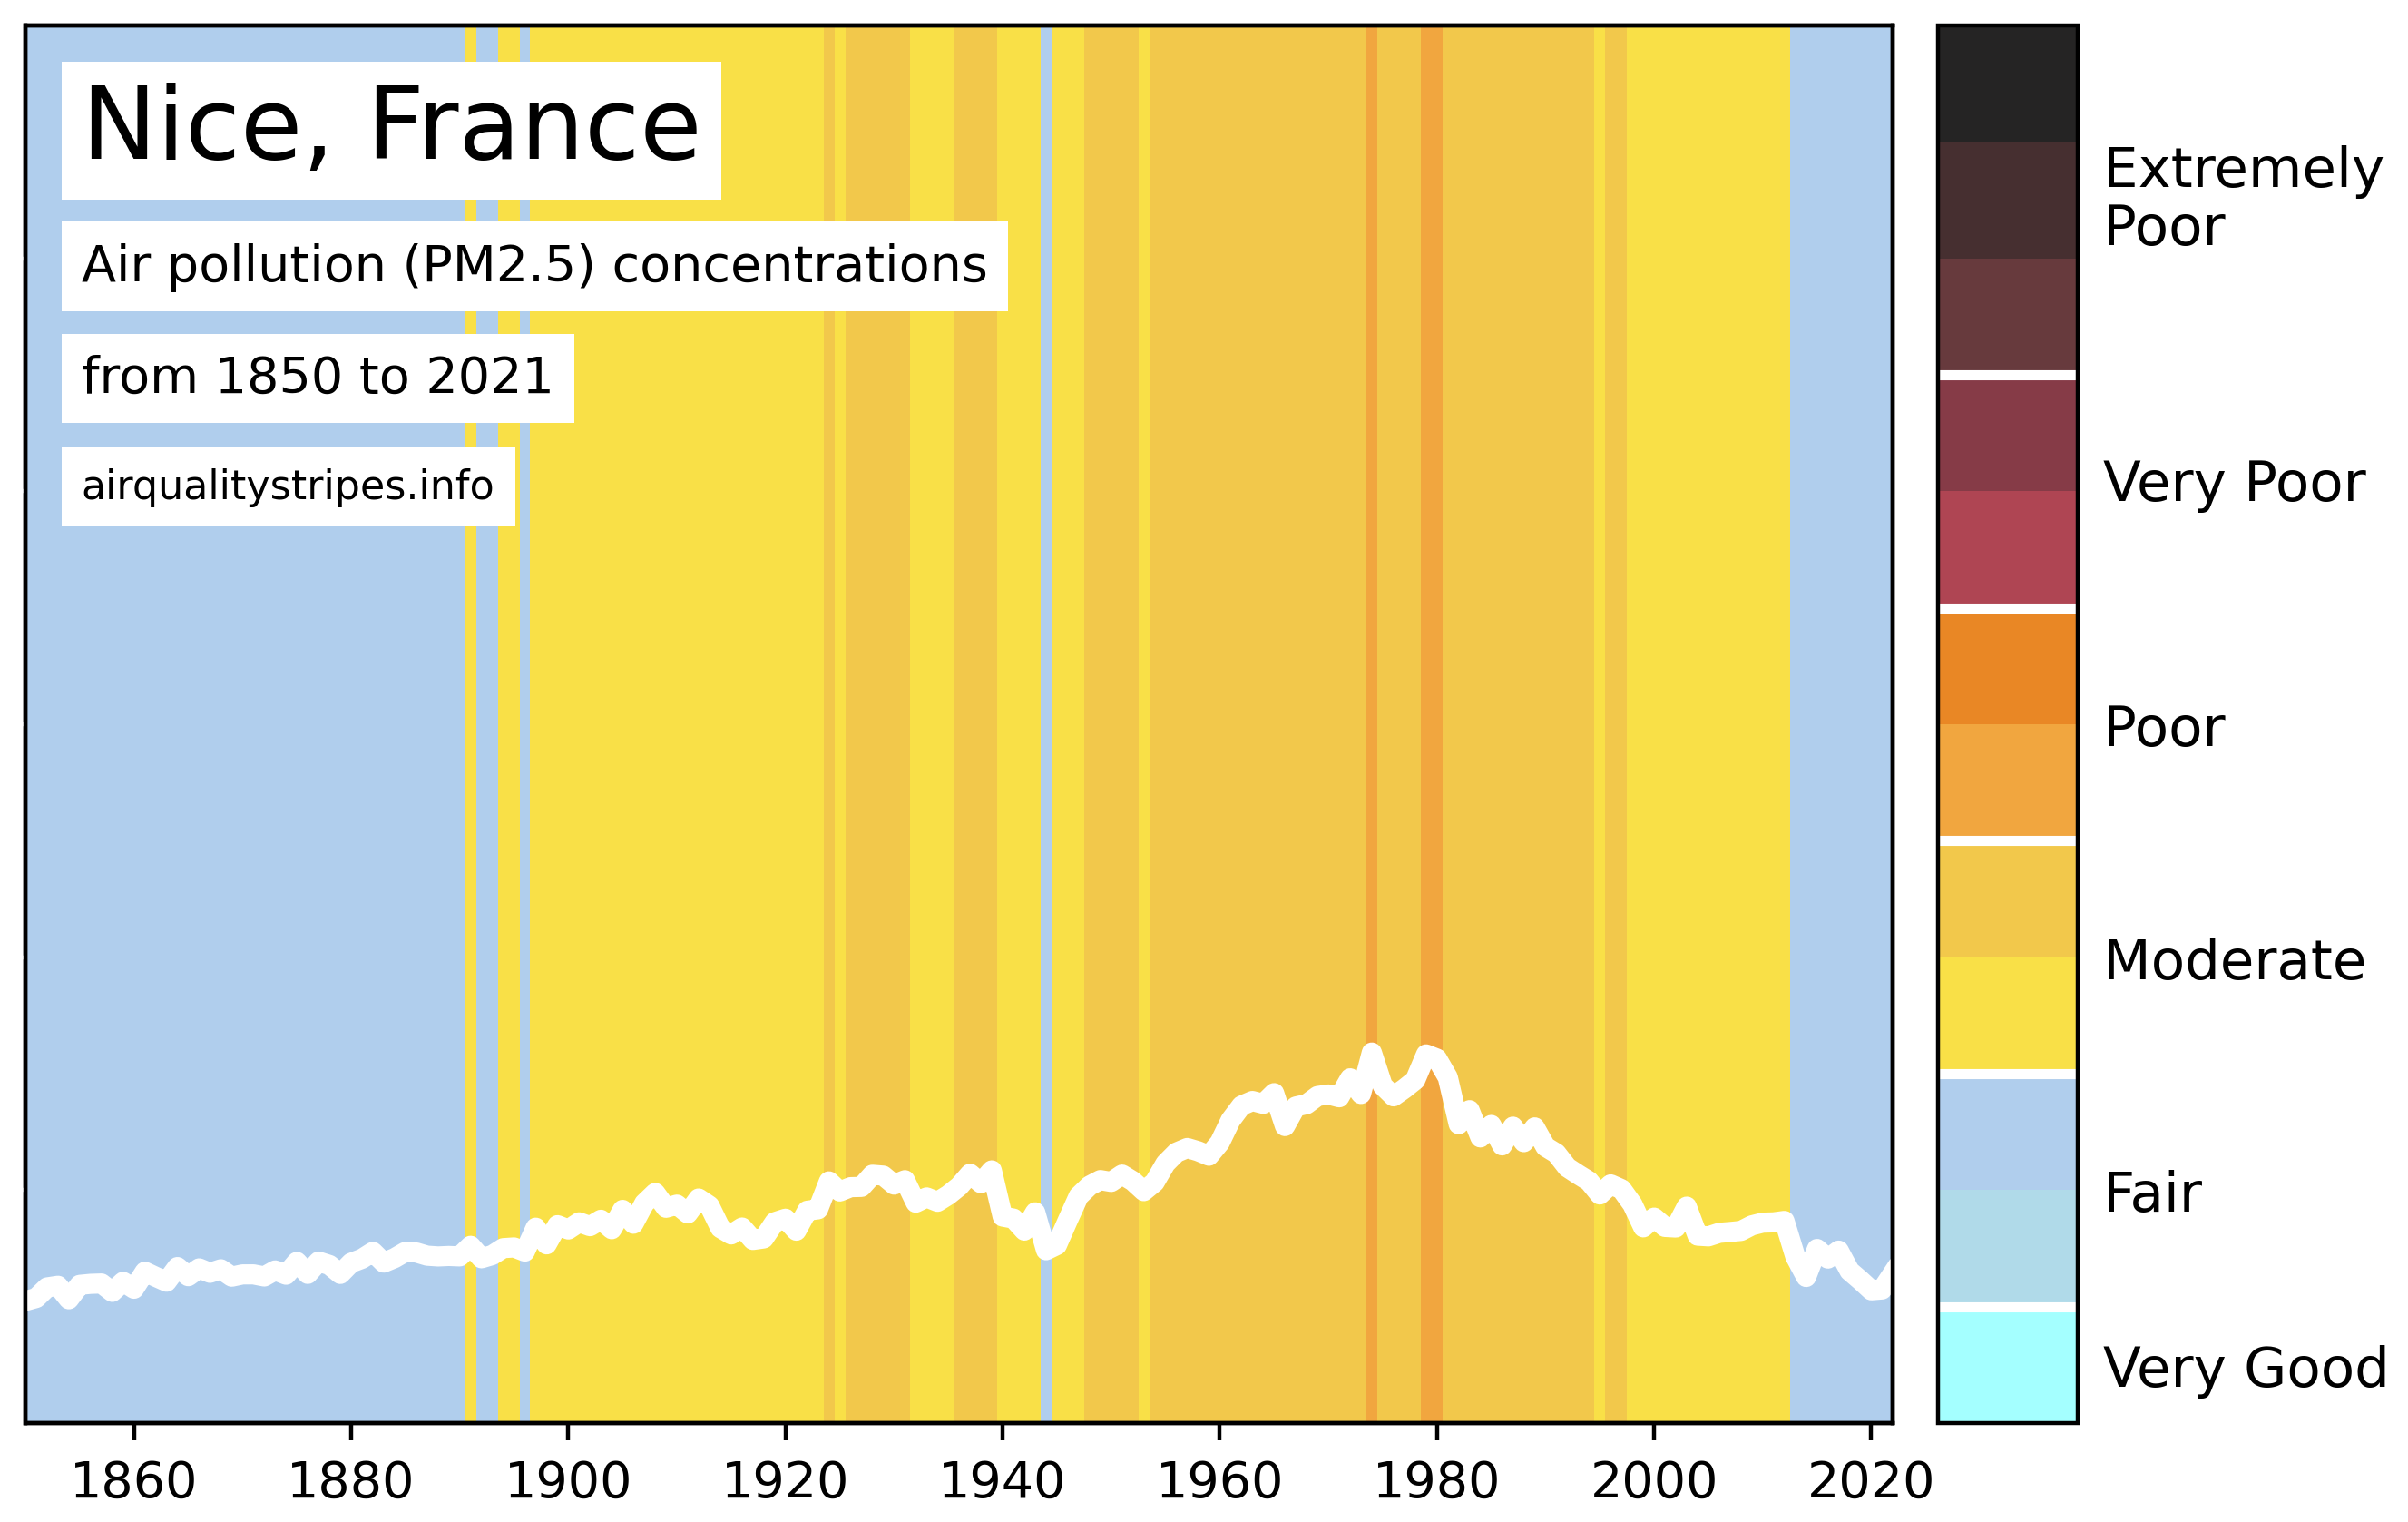 Nice, France
Air pollution (PM2.5) concentrations
from 1850 to 2021
airqualitystripes.info
Extremely
Poor
Very Poor
Poor
Moderate
Fair
Very Good
1860 1880 1900 1920 1940 1960 1980 2000 2020